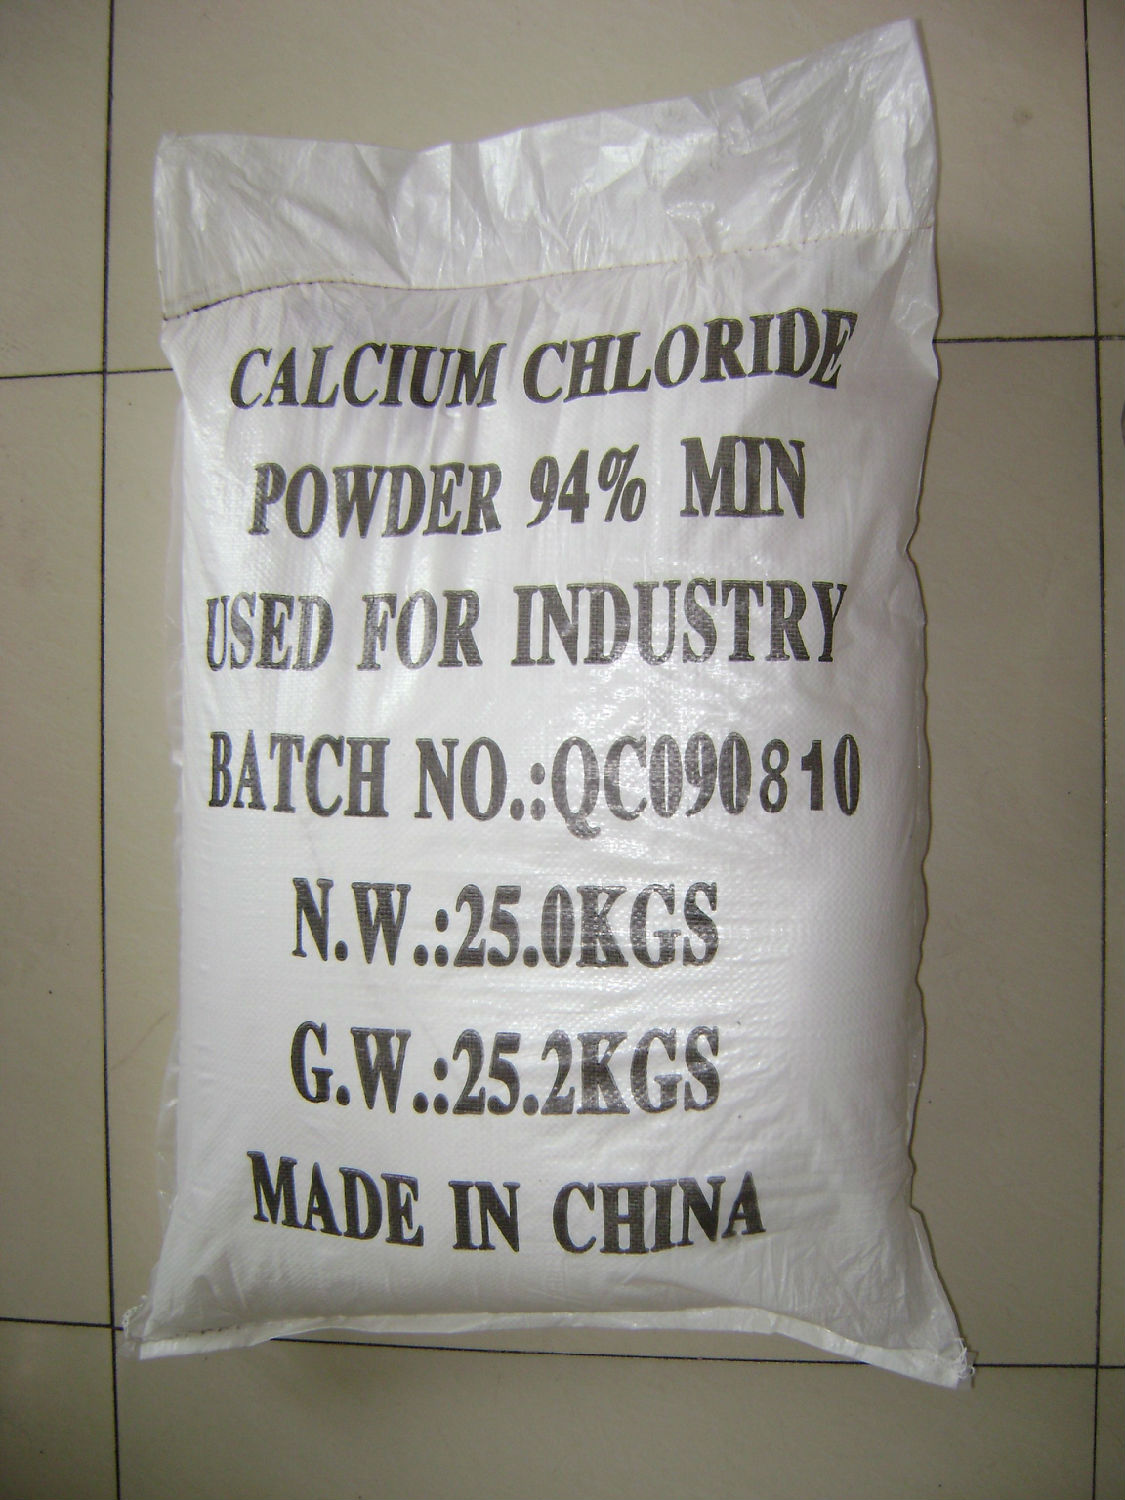 CALCIUM CHLORIDE
POWDER 94% MIN
USED FOR INDUSTRY
BATCH NO.:QC090810
N.W.:25.0KGS
G.W.:25.2KGS
MADE IN CHINA